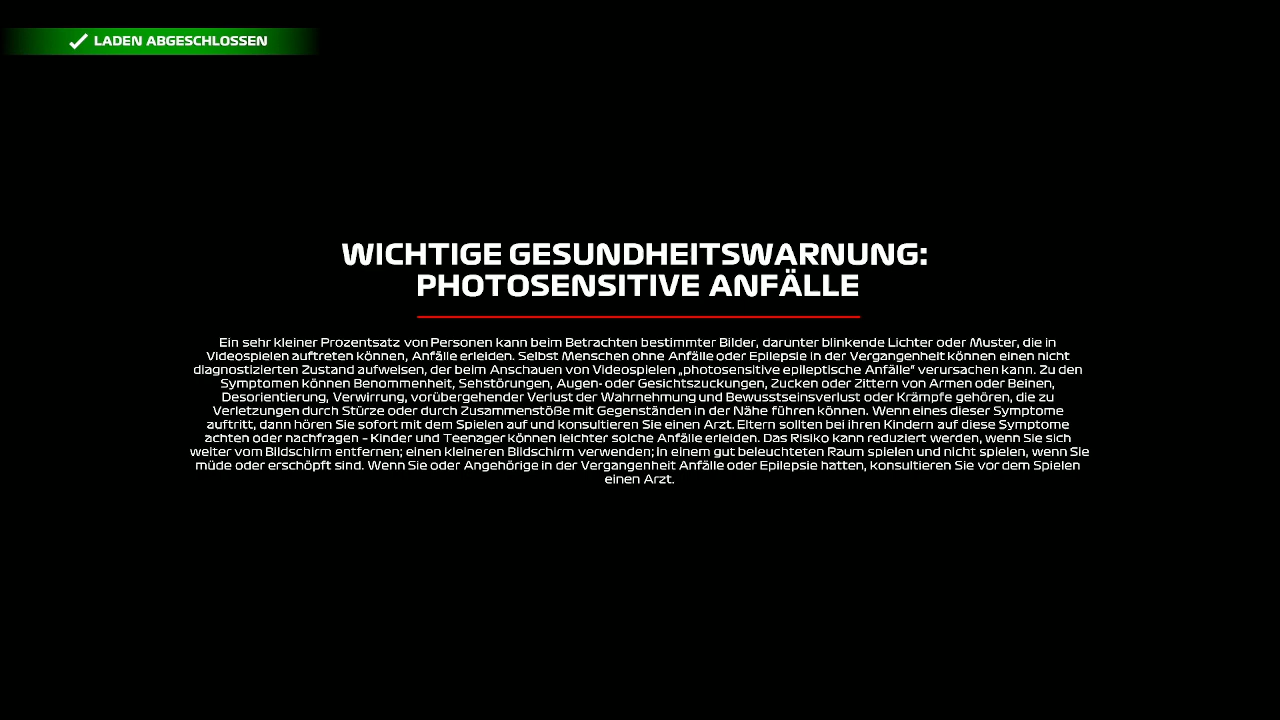 LADEN ABGESCHLOSSEN
WICHTIGE GESUNDHEITSWARNUNG:
PHOTOSENSITIVE ANFÄLLE
Ein sehr kleiner Prozentsatz von Personen kann beim Betrachten bestimmter Bilder, darunter blinkende Lichter oder Muster, die in
Videospielen auftreten können, Anfälle erleiden. Selbst Menschen ohne Anfälle oder Epilepsie in der Vergangenheit können einen nicht
diagnostizierten Zustand aufweisen, der beim Anschauen von Videospielen „photosensitive epileptische Anfälle“ verursachen kann. Zu den
Symptomen können Benommenheit, Sehstörungen, Augen- oder Gesichtszuckungen, Zucken oder Zittern von Armen oder Beinen,
Desorientierung, Verwirrung, vorübergehender Verlust der Wahrnehmung und Bewusstseinsverlust oder Krämpfe gehören, die zu
Verletzungen durch Stürze oder durch Zusammenstöße mit Gegenständen in der Nähe führen können. Wenn eines dieser Symptome
auftritt, dann hören Sie sofort mit dem Spielen auf und konsultieren Sie einen Arzt. Eltern sollten bei ihren Kindern auf diese Symptome
achten oder nachfragen - Kinder und Teenager können leichter solche Anfälle erleiden. Das Risiko kann reduziert werden, wenn Sie sich
weiter vom Bildschirm entfernen; einen kleineren Bildschirm verwenden; in einem gut beleuchteten Raum spielen und nicht spielen, wenn Sie
müde oder erschöpft sind. Wenn Sie oder Angehörige in der Vergangenheit Anfälle oder Epilepsie hatten, konsultieren Sie vor dem Spielen
einen Arzt.